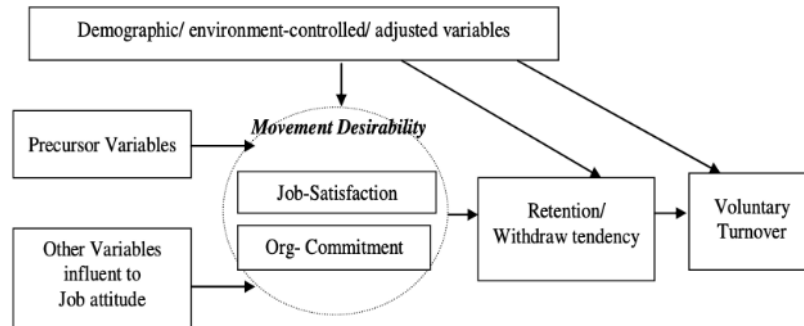 Demographic/ environment-controlled/ adjusted variables
Movement Desirability
Precursor Variables
Job-Satisfaction
Org- Commitment
Other Variables
influent to
Job attitude
Retention/
Withdraw tendency
Voluntary
Turnover